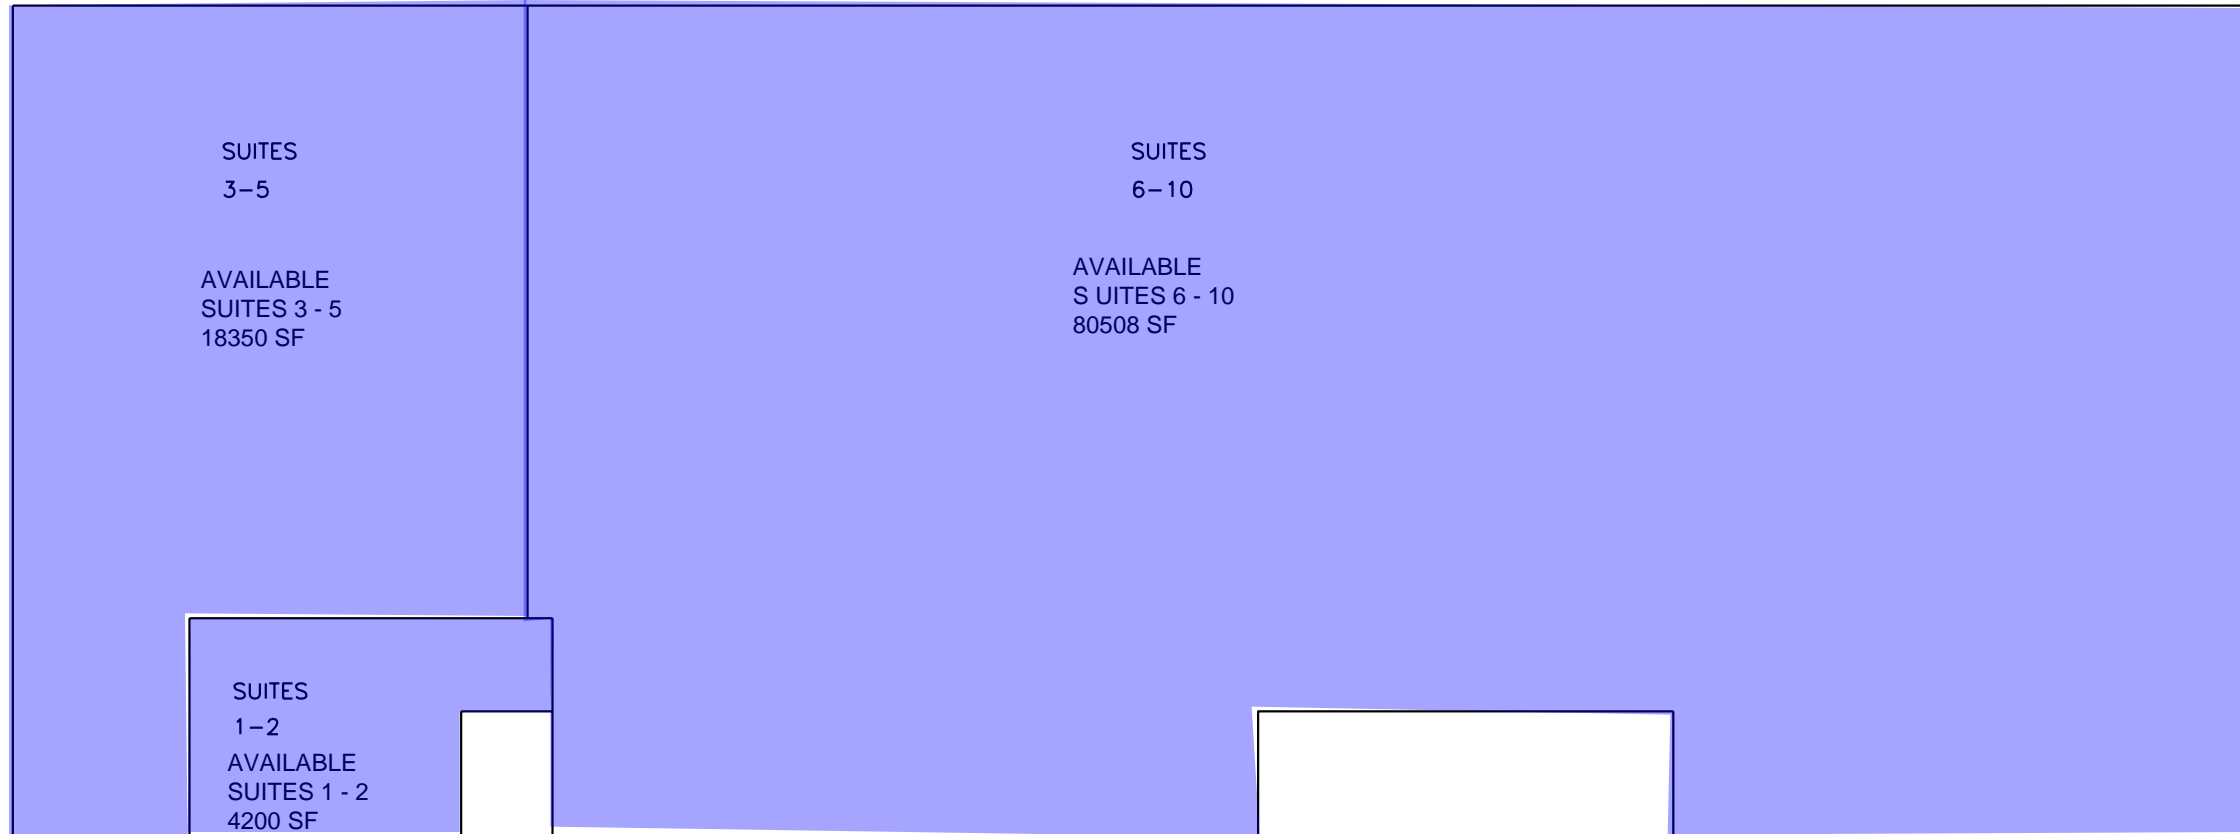 SUITES
3-5
AVAILABLE
SUITES 3 - 5
18350 SF
SUITES
6-10
AVAILABLE
S UITES 6 - 10
80508 SF
SUITES
1-2
AVAILABLE
SUITES 1 - 2
4200 SF